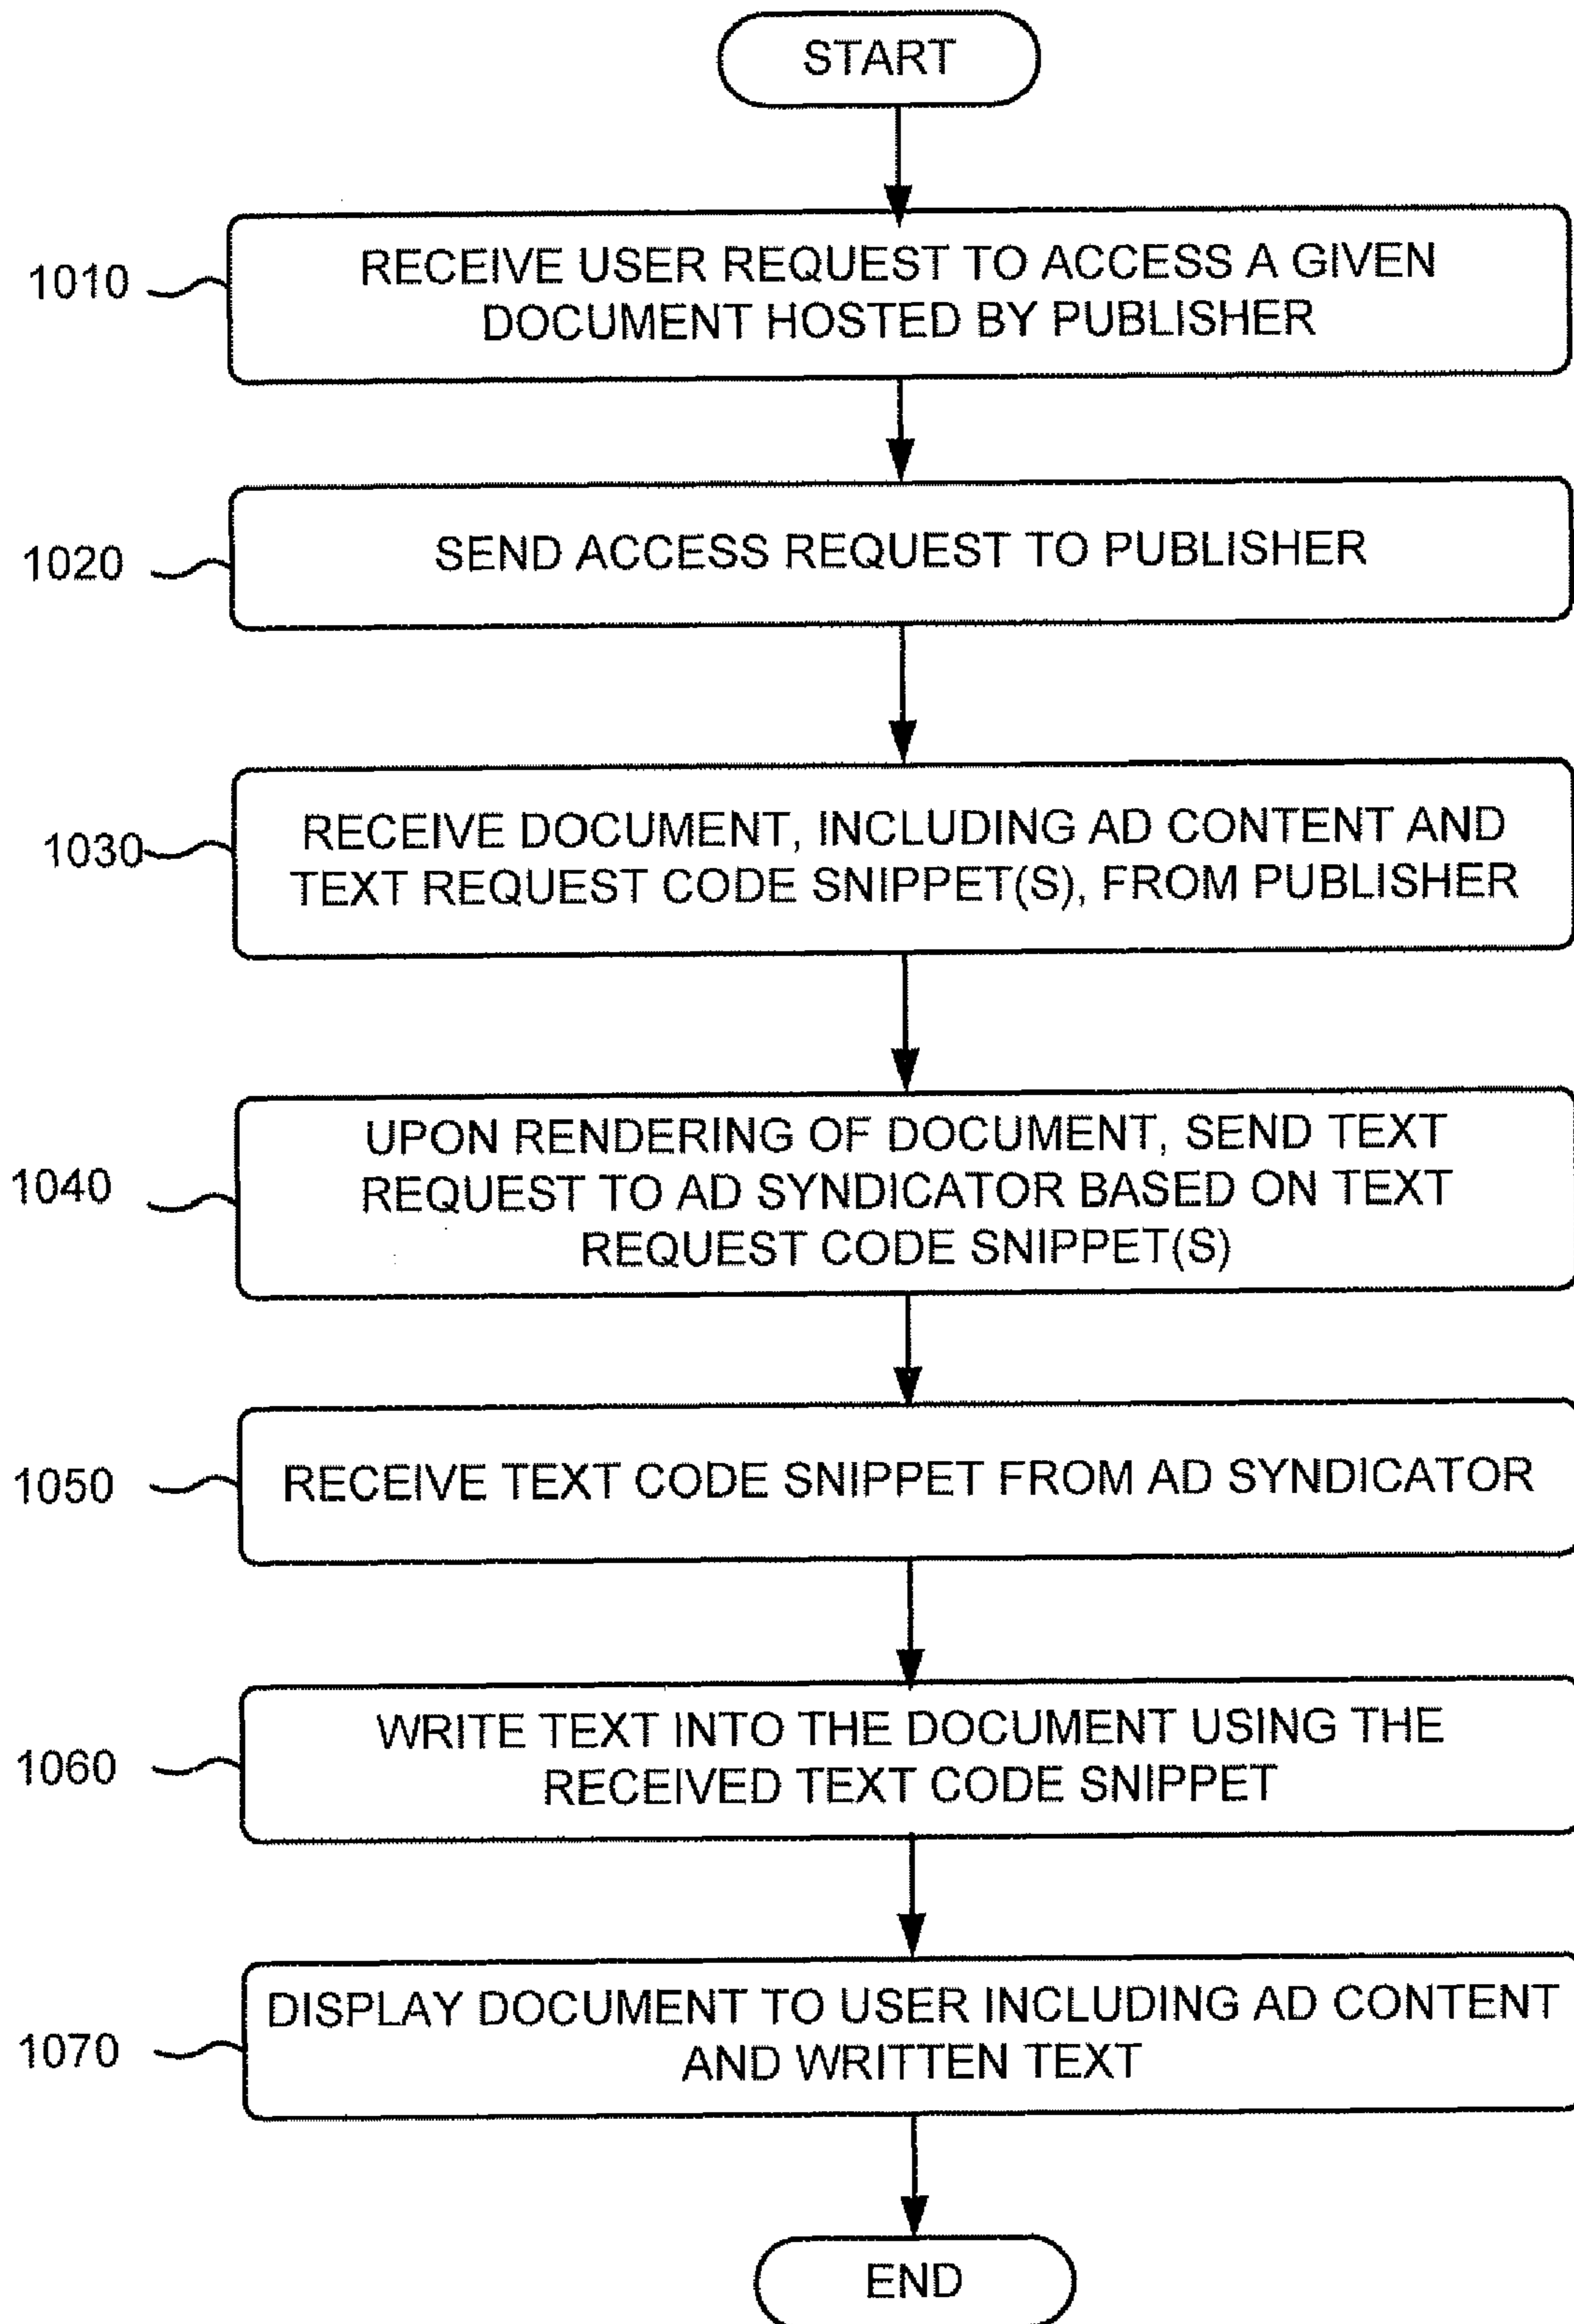 START
1010
RECEIVE USER REQUEST TO ACCESS A GIVEN
DOCUMENT HOSTED BY PUBLISHER
1020
SEND ACCESS REQUEST TO PUBLISHER
1030
RECEIVE DOCUMENT, INCLUDING AD CONTENT AND
TEXT REQUEST CODE SNIPPET(S), FROM PUBLISHER
1040
UPON RENDERING OF DOCUMENT, SEND TEXT
REQUEST TO AD SYNDICATOR BASED ON TEXT
REQUEST CODE SNIPPET(S)
1050
RECEIVE TEXT CODE SNIPPET FROM AD SYNDICATOR
1060
WRITE TEXT INTO THE DOCUMENT USING THE
RECEIVED TEXT CODE SNIPPET
1070
DISPLAY DOCUMENT TO USER INCLUDING AD CONTENT
AND WRITTEN TEXT
END